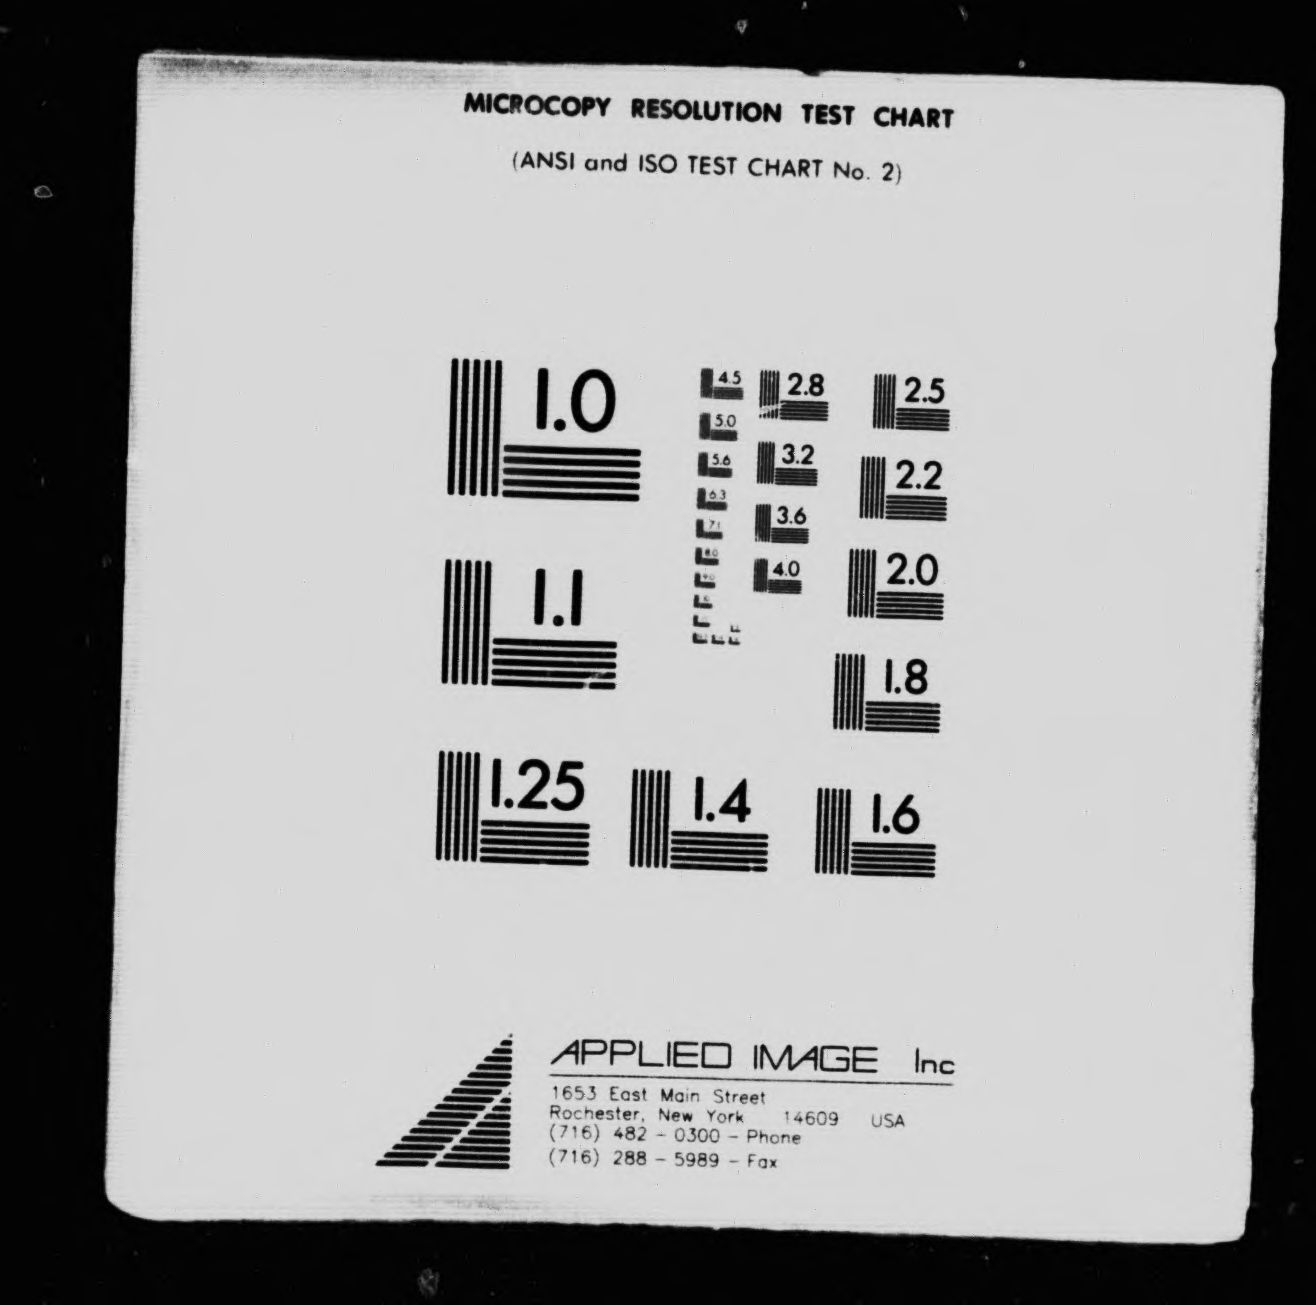 MICROCOPY RESOLUTION TEST CHART
(ANSI and ISO TEST CHART No. 2)
1.0
1.1
1.25
1.4
1.6
1.8
2.0
2.2
2.5
2.8
3.2
3.6
4.0
4.5
5.0
5.6
6.3
7.1
8.0
9.0
APPLIED IMAGE Inc
1653 East Main Street
Rochester, New York 14609 USA
(716) 482 - 0300 - Phone
(716) 288 - 5989 - Fax